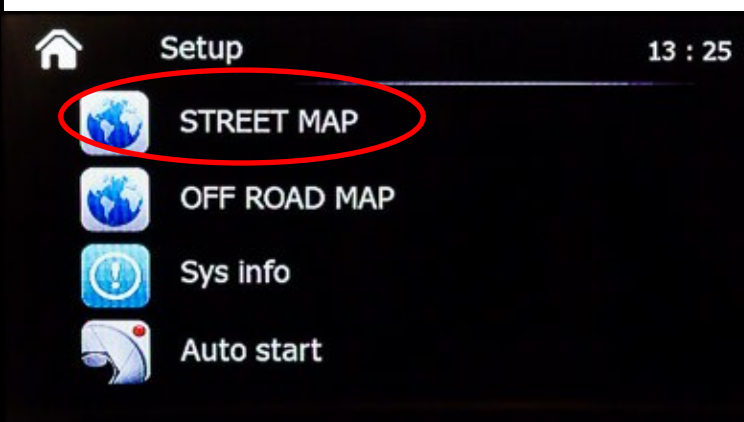 Setup
13 : 25
STREET MAP
OFF ROAD MAP
Sys info
Auto start